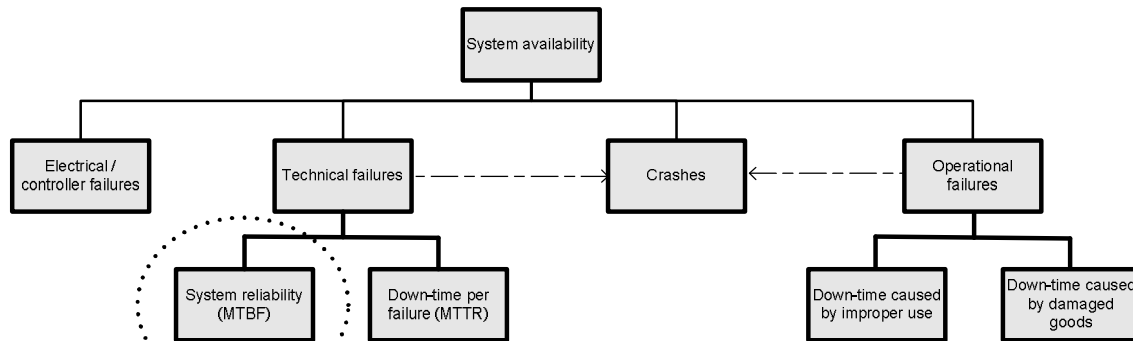 System availability
Electrical /
controller failures
Technical failures
Crashes
Operational
failures
System reliability
(MTBF)
Down-time per
failure (MTTR)
Down-time caused
by improper use
Down-time caused
by damaged
goods